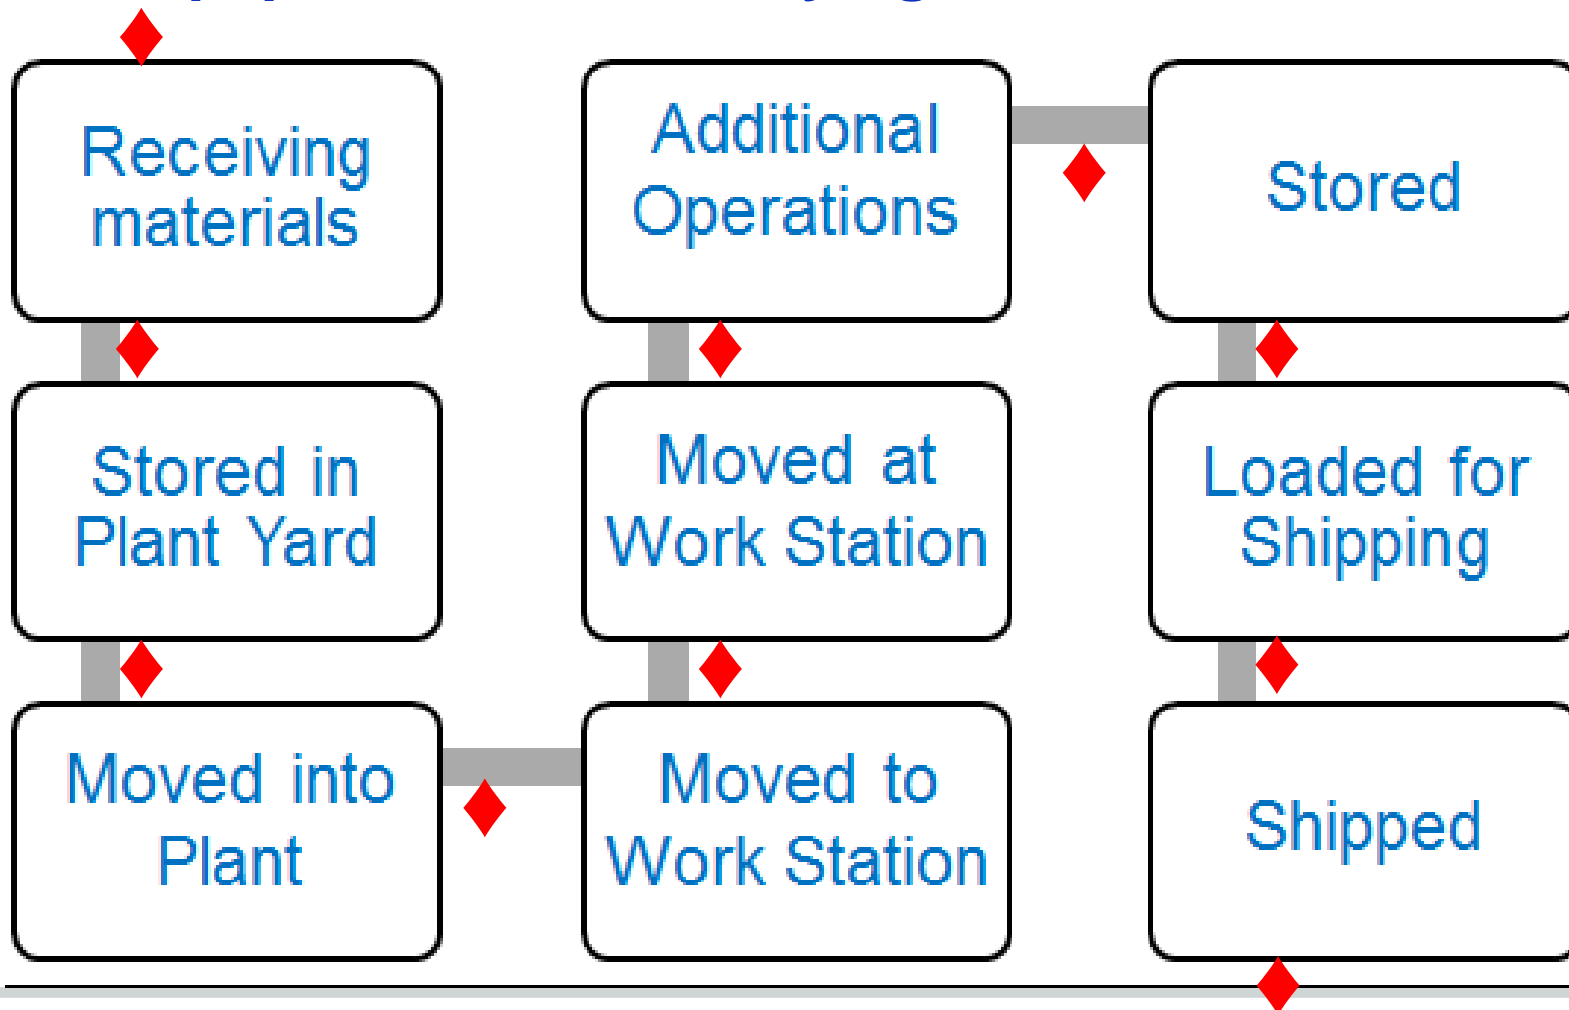 Receiving
materials
Stored in
Plant Yard
Moved into
Plant
Moved to
Work Station
Moved at
Work Station
Additional
Operations
Stored
Loaded for
Shipping
Shipped